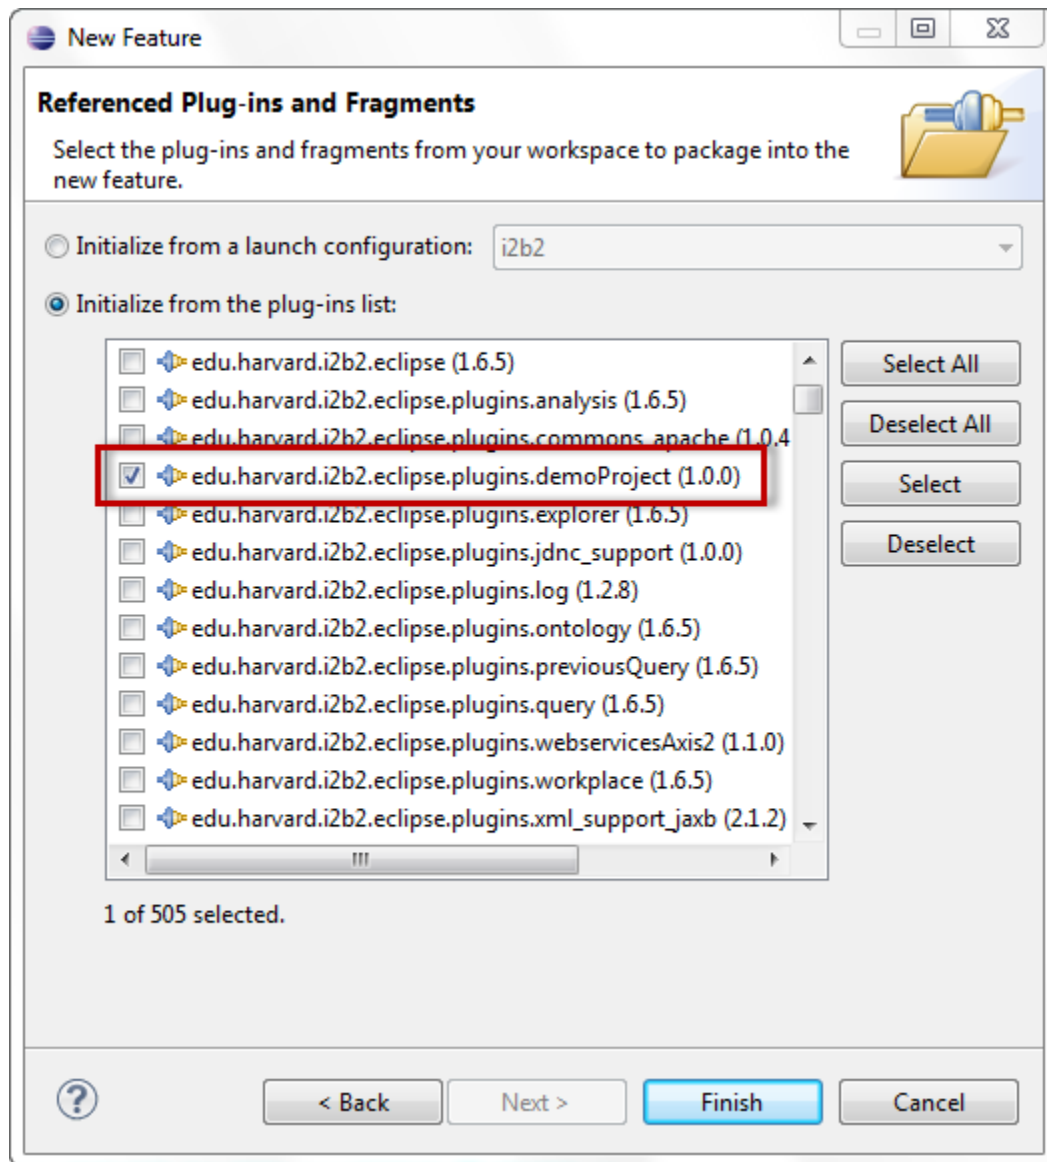 New Feature
Referenced Plug-ins and Fragments
Select the plug-ins and fragments from your workspace to package into the
new feature.
Initialize from a launch configuration:
i2b2
Initialize from the plug-ins list:
edu.harvard.i2b2.eclipse (1.6.5)
edu.harvard.i2b2.eclipse.plugins.analysis (1.6.5)
edu.harvard.i2b2.eclipse.plugins.commons_apache (1.0.4
edu.harvard.i2b2.eclipse.plugins.demoProject (1.0.0)
edu.harvard.i2b2.eclipse.plugins.explorer (1.6.5)
edu.harvard.i2b2.eclipse.plugins.jdnc_support (1.0.0)
edu.harvard.i2b2.eclipse.plugins.log (1.2.8)
edu.harvard.i2b2.eclipse.plugins.ontology (1.6.5)
edu.harvard.i2b2.eclipse.plugins.previousQuery (1.6.5)
edu.harvard.i2b2.eclipse.plugins.query (1.6.5)
edu.harvard.i2b2.eclipse.plugins.webservicesAxis2 (1.1.0)
edu.harvard.i2b2.eclipse.plugins.workplace (1.6.5)
edu.harvard.i2b2.eclipse.plugins.xml_support_jaxb (2.1.2)
Select All
Deselect All
Select
Deselect
1 of 505 selected.
?
< Back
Next >
Finish
Cancel